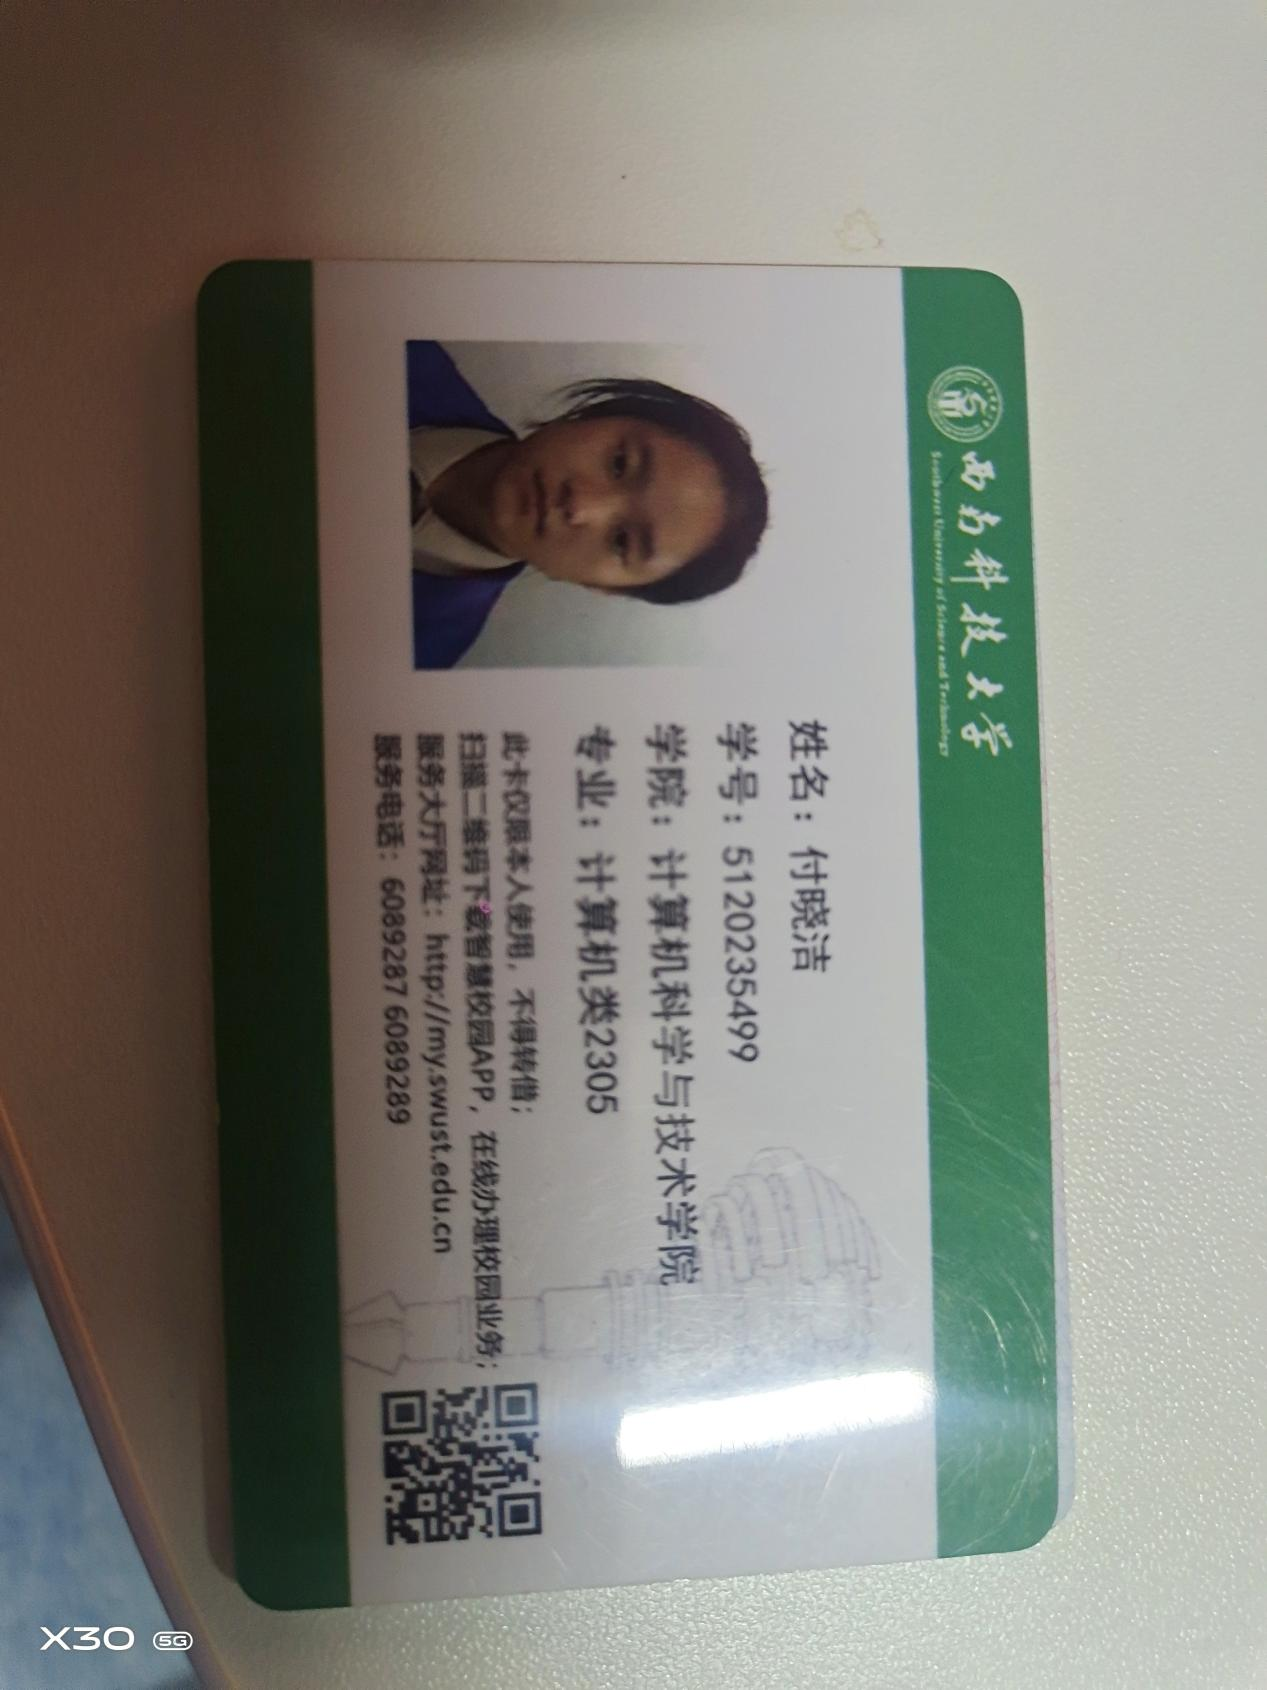 西南科技大学
Southwest University of Science and Technology
姓名：付晓洁
学号：5120235499
学院：计算机科学与技术学院
专业：计算机类2305
此卡仅限本人使用，不得转借；
扫描二维码下载智慧校园APP，在线办理校园业务；
服务大厅网址：http://my.swust.edu.cn
服务电话：6089287 6089289
X30 5G